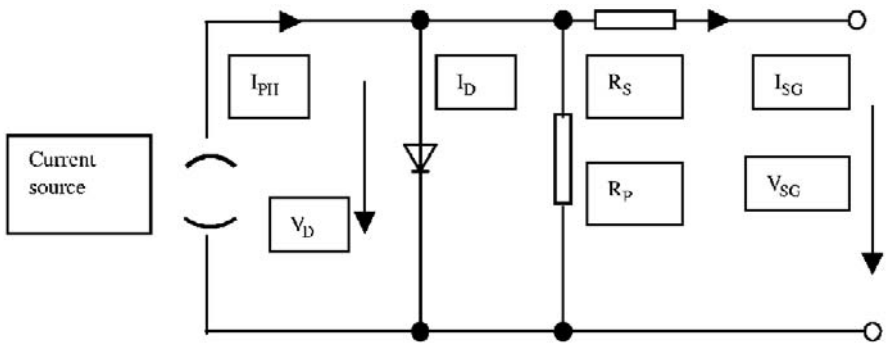 I_PH
I_D
R_S
I_SG
Current
source
R_P
V_SG
V_D